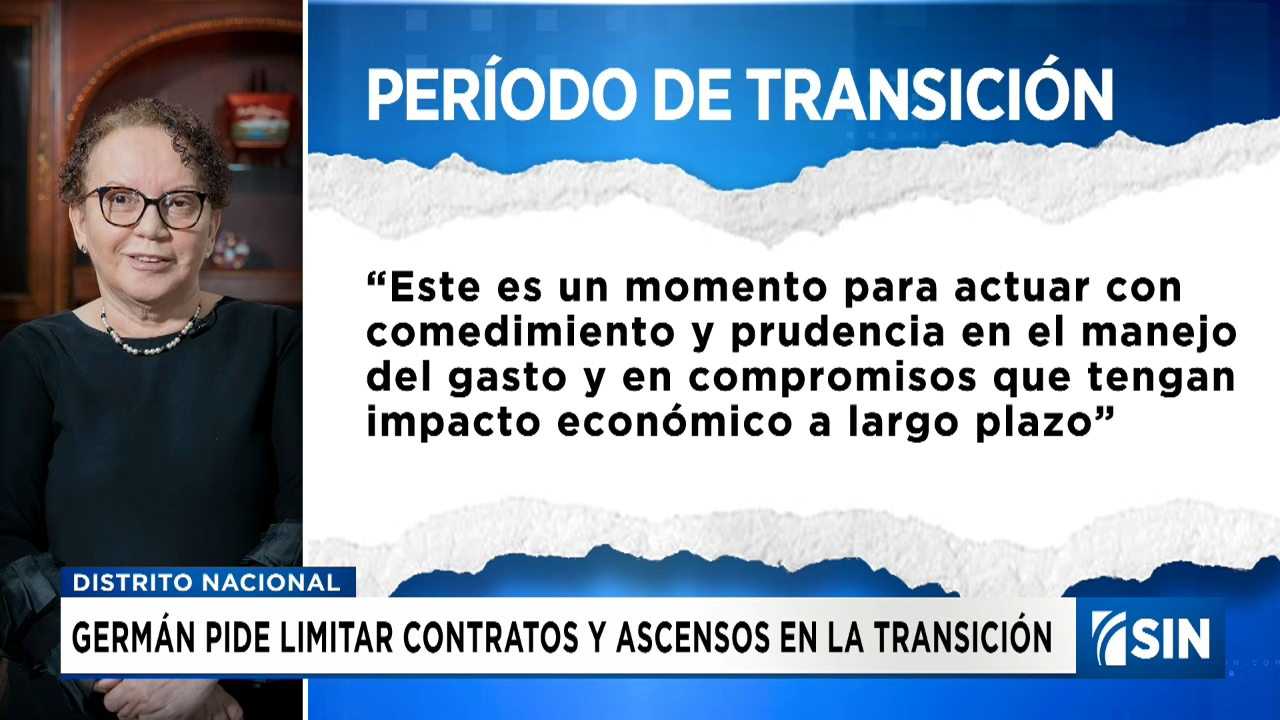 PERÍODO DE TRANSICIÓN
“Este es un momento para actuar con
comedimiento y prudencia en el manejo
del gasto y en compromisos que tengan
impacto económico a largo plazo”
DISTRITO NACIONAL
GERMÁN PIDE LIMITAR CONTRATOS Y ASCENSOS EN LA TRANSICIÓN
SIN